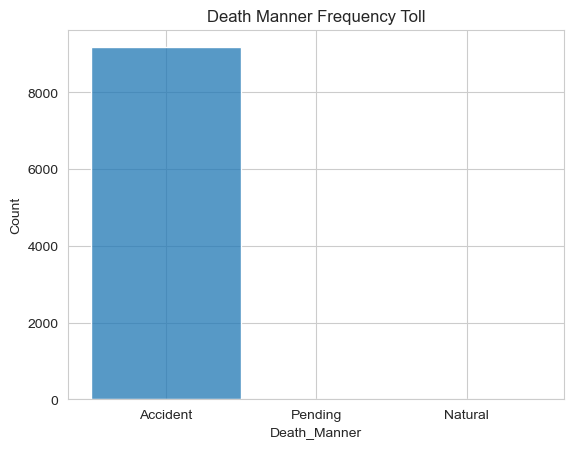 Death Manner Frequency Toll
8000
6000
4000
2000
0
Count
Accident
Pending
Natural
Death_Manner